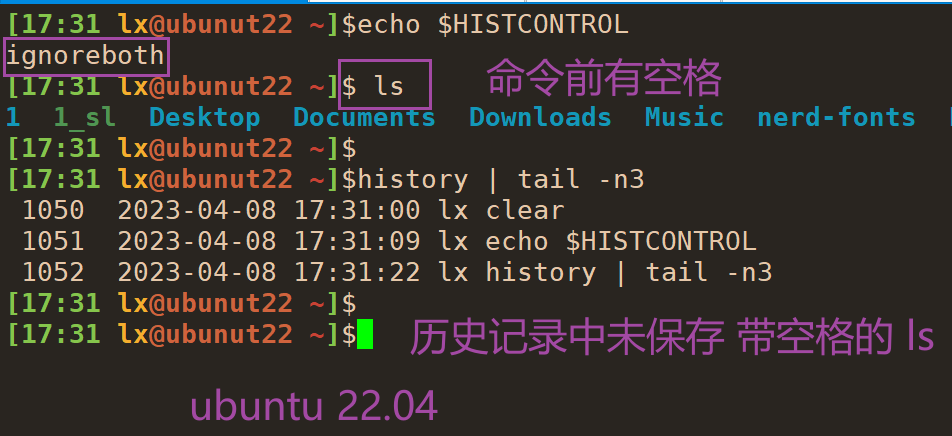 [17:31 lx@ubunut22 ~]$echo $HISTCONTROL
ignoreboth
[17:31 lx@ubunut22 ~]$ ls 命令前有空格
1 1_sl Desktop Documents Downloads Music nerd-fonts
[17:31 lx@ubunut22 ~]$
[17:31 lx@ubunut22 ~]$history | tail -n3
1050 2023-04-08 17:31:00 lx clear
1051 2023-04-08 17:31:09 lx echo $HISTCONTROL
1052 2023-04-08 17:31:22 lx history | tail -n3
[17:31 lx@ubunut22 ~]$
[17:31 lx@ubunut22 ~]$ 历史记录中未保存 带空格的 ls
ubuntu 22.04